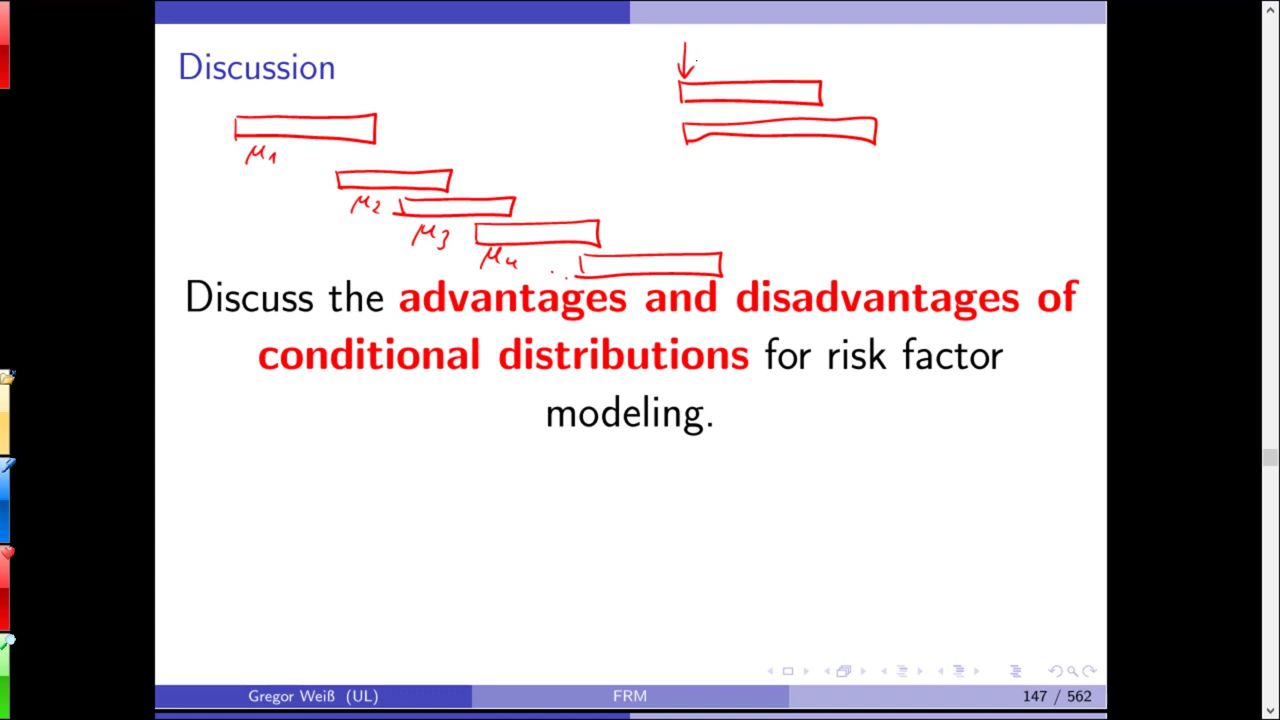 Discussion
μ1
μ2
μ3
μ4
..
Discuss the advantages and disadvantages of
conditional distributions for risk factor
modeling.
Gregor Weiß (UL) FRM 147 / 562